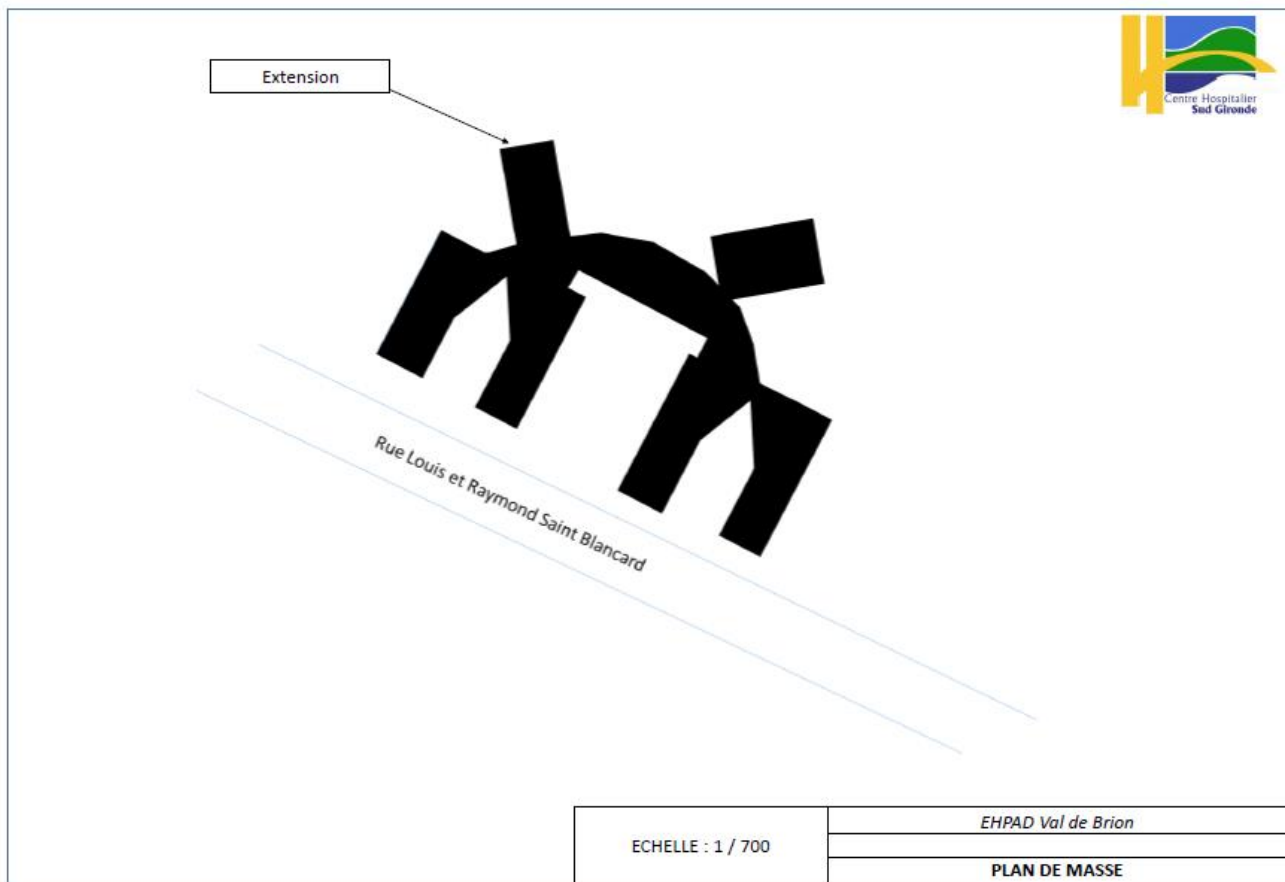 Extension
Centre Hospitalier
Sud Gironde
Rue Louis et Raymond Saint Blancard
ECHELLE : 1 / 700
EHPAD Val de Brion
PLAN DE MASSE